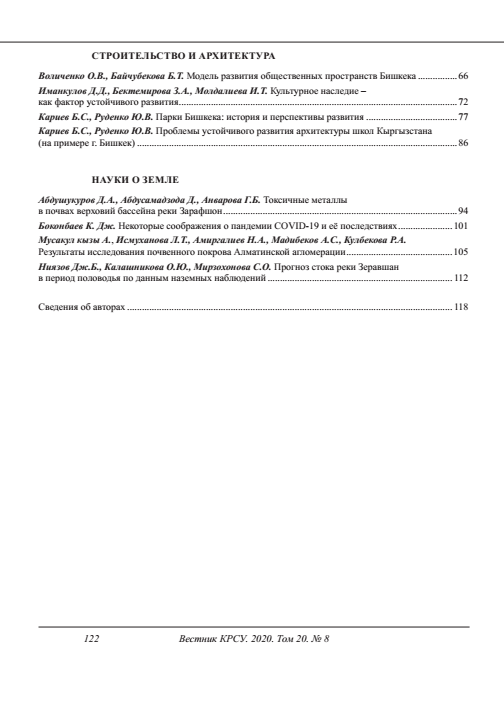 СТРОИТЕЛЬСТВО И АРХИТЕКТУРА
Воличенко О.В., Байчубекова Б.Т. Модель развития общественных пространств Бишкека ................66
Иманкулов Д.Д., Бектемирова З.А., Молдалиева И.Т. Культурное наследие –
как фактор устойчивого развития.................................................................72
Кариев Б.С., Руденко Ю.В. Парки Бишкека: история и перспективы развития .....................77
Кариев Б.С., Руденко Ю.В. Проблемы устойчивого развития архитектуры школ Кыргызстана
(на примере г. Бишкек) .................................................................86
НАУКИ О ЗЕМЛЕ
Абдушукуров Д.А., Абдусамадзода Д., Анварова Г.Б. Токсичные металлы
в почвах верховий бассейна реки Зарафшон.................................................................94
Боконбаев К. Дж. Некоторые соображения о пандемии COVID-19 и её последствиях.....................101
Мусакул кызы А., Исмуханова Л.Т., Амиргалиев Н.А., Мадибеков А.С., Кулбекова Р.А.
Результаты исследования почвенного покрова Алматинской агломерации.....................105
Ниязов Дж.Б., Калашникова О.Ю., Мирзохонова С.О. Прогноз стока реки Зеравшан
в период половодья по данным наземных наблюдений .................................................................112
Сведения об авторах .................................................................118
122 Вестник КРСУ. 2020. Том 20. № 8